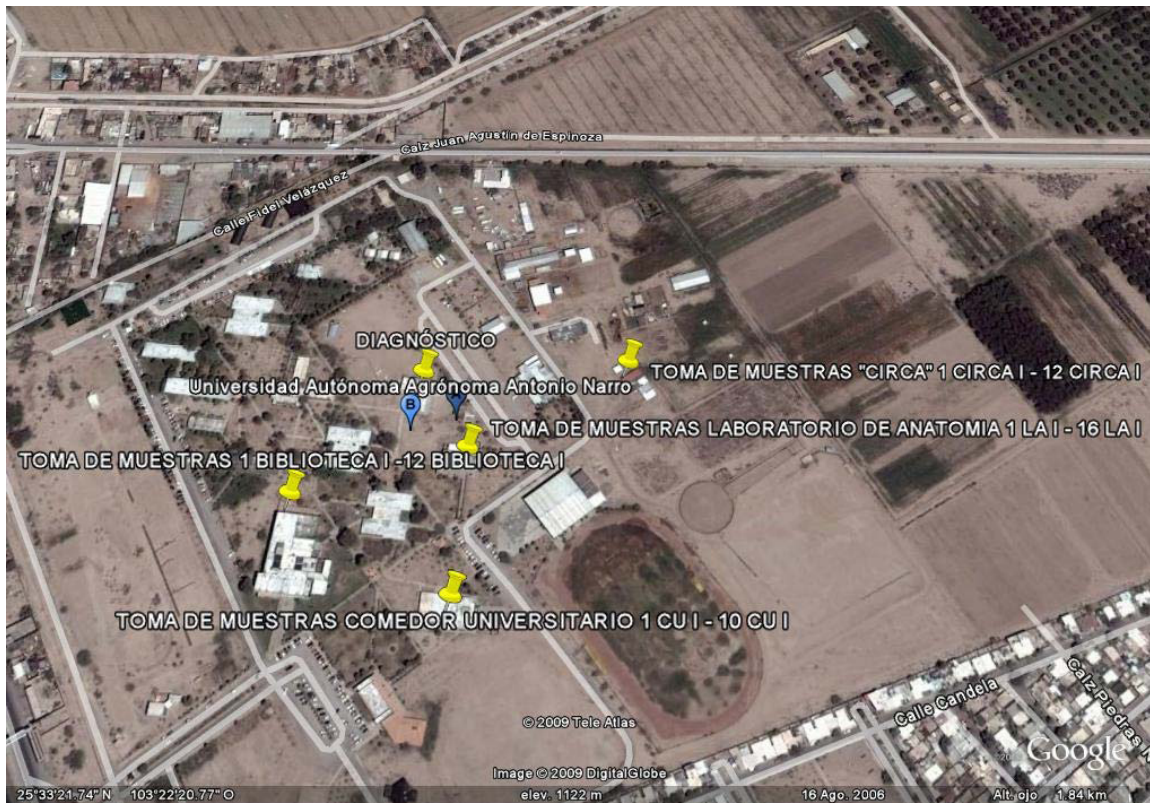 Calz Juan Agustin de Espinoza
Calle Fidel Velázquez
DIAGNÓSTICO
TOMA DE MUESTRAS "CIRCA" 1 CIRCA I - 12 CIRCA I
Universidad Autónoma Agrónoma Antonio Narro
B
TOMA DE MUESTRAS LABORATORIO DE ANATOMIA 1 LA I - 16 LA I
TOMA DE MUESTRAS 1 BIBLIOTECA I -12 BIBLIOTECA I
TOMA DE MUESTRAS COMEDOR UNIVERSITARIO 1 CU I - 10 CU I
Calle Candela
Calz Piedras
© 2009 Tele Atlas
Google
Image © 2009 DigitalGlobe
25°33'21.74" N 103°22'20.77" O elev. 1122 m 16 Ago. 2006 Alt. ojo 1.84 km